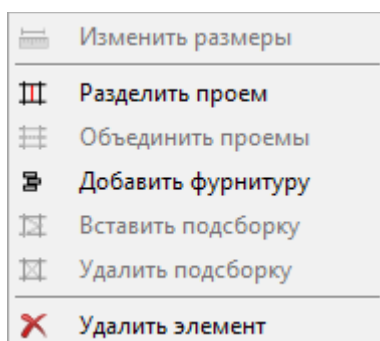 Изменить размеры
Разделить проем
Объединить проемы
Добавить фурнитуру
Вставить подсборку
Удалить подсборку
Удалить элемент